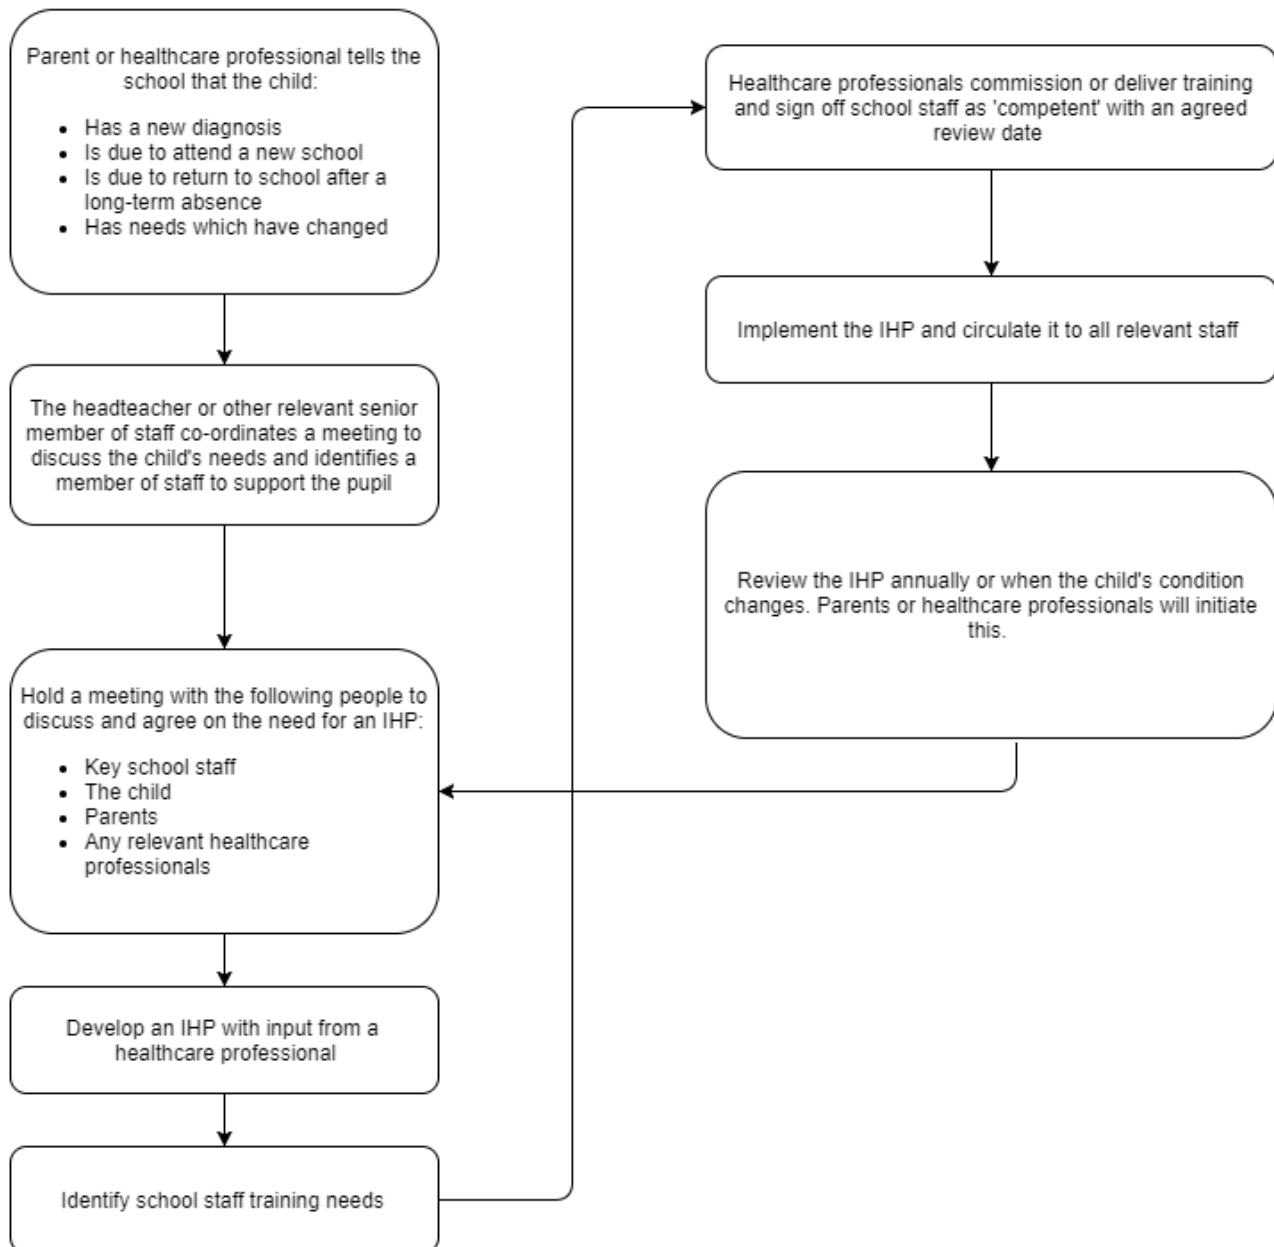 Parent or healthcare professional tells the
school that the child:
• Has a new diagnosis
• Is due to attend a new school
• Is due to return to school after a
long-term absence
• Has needs which have changed
The headteacher or other relevant senior
member of staff co-ordinates a meeting to
discuss the child's needs and identifies a
member of staff to support the pupil
Hold a meeting with the following people to
discuss and agree on the need for an IHP:
• Key school staff
• The child
• Parents
• Any relevant healthcare
professionals
Develop an IHP with input from a
healthcare professional
Identify school staff training needs
Healthcare professionals commission or deliver training
and sign off school staff as 'competent' with an agreed
review date
Implement the IHP and circulate it to all relevant staff
Review the IHP annually or when the child's condition
changes. Parents or healthcare professionals will initiate
this.